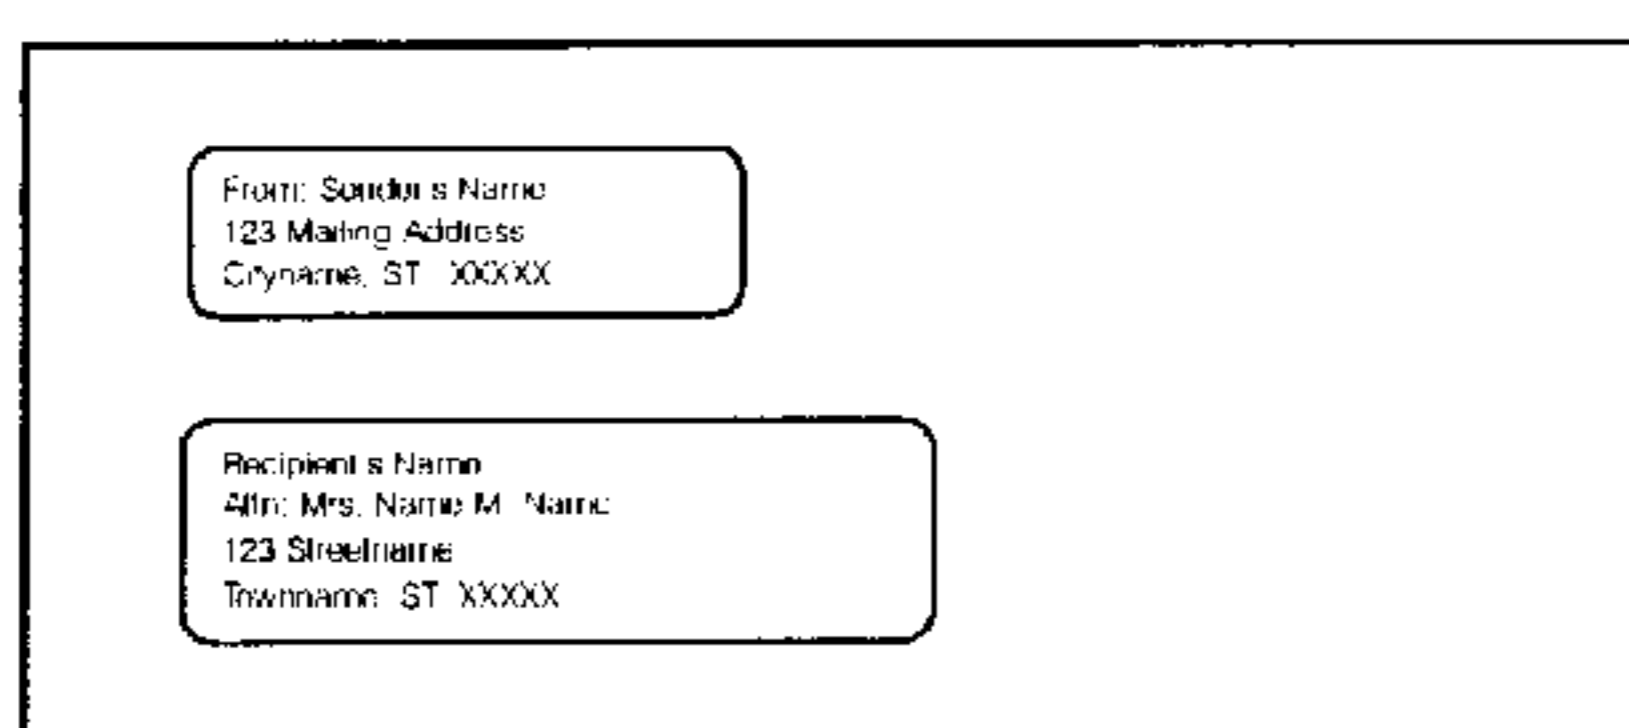 From: Sender's Name
123 Mailing Address
Cityname, ST XXXXX
Recipient's Name
Attn: Mrs. Name M. Name
123 Streetname
Townname, ST XXXXX